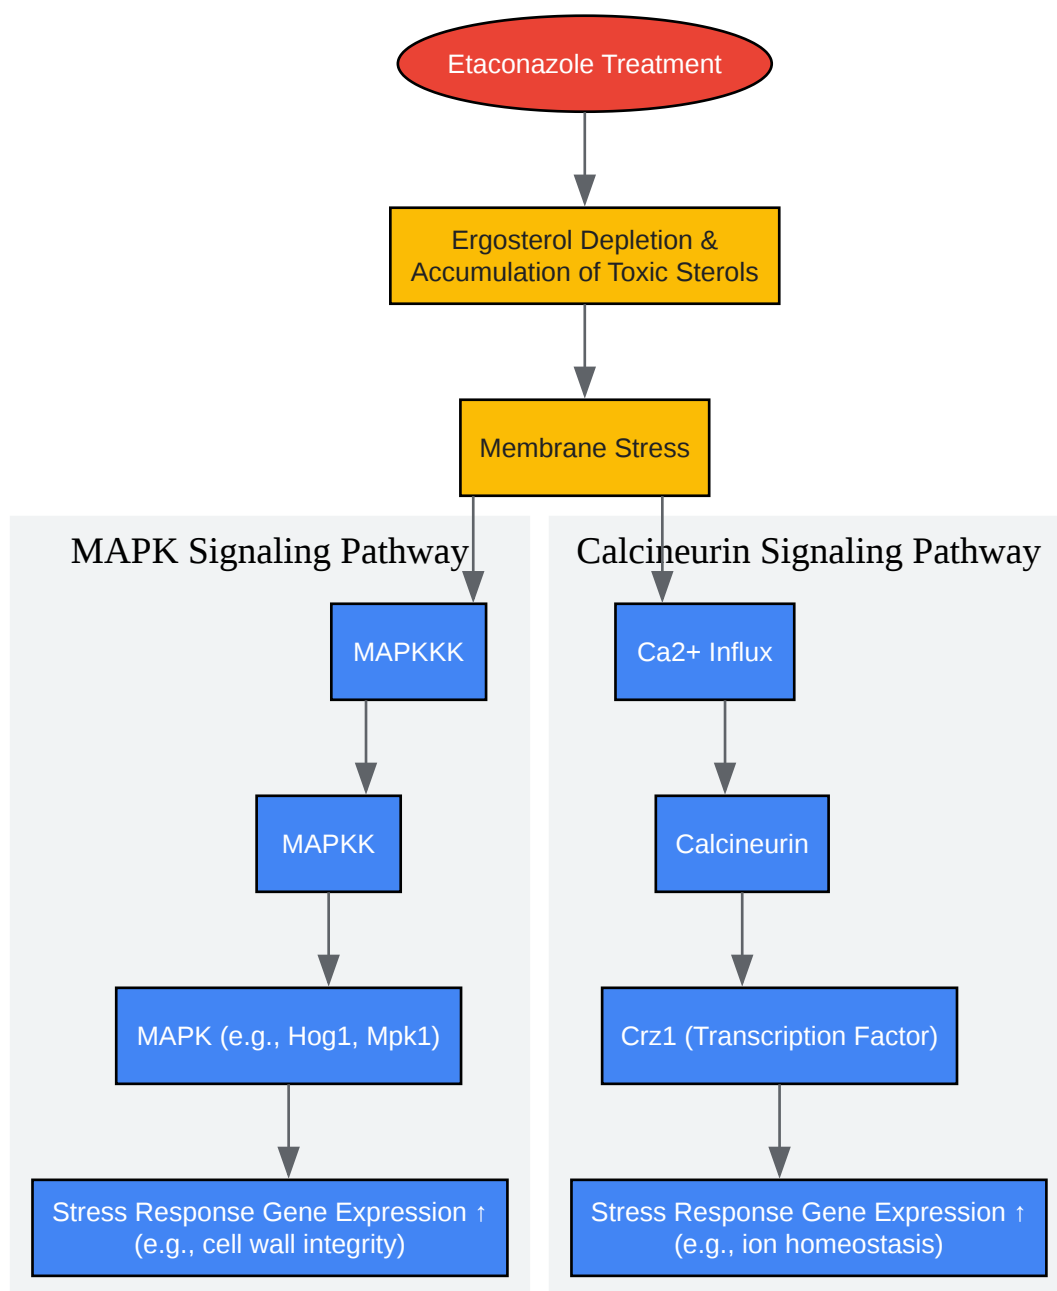 Etaconazole Treatment
Ergosterol Depletion &
Accumulation of Toxic Sterols
Membrane Stress
MAPK Signaling Pathway
MAPKKK
MAPKK
MAPK (e.g., Hog1, Mpk1)
Stress Response Gene Expression ↑
(e.g., cell wall integrity)
Calcineurin Signaling Pathway
Ca2+ Influx
Calcineurin
Crz1 (Transcription Factor)
Stress Response Gene Expression ↑
(e.g., ion homeostasis)